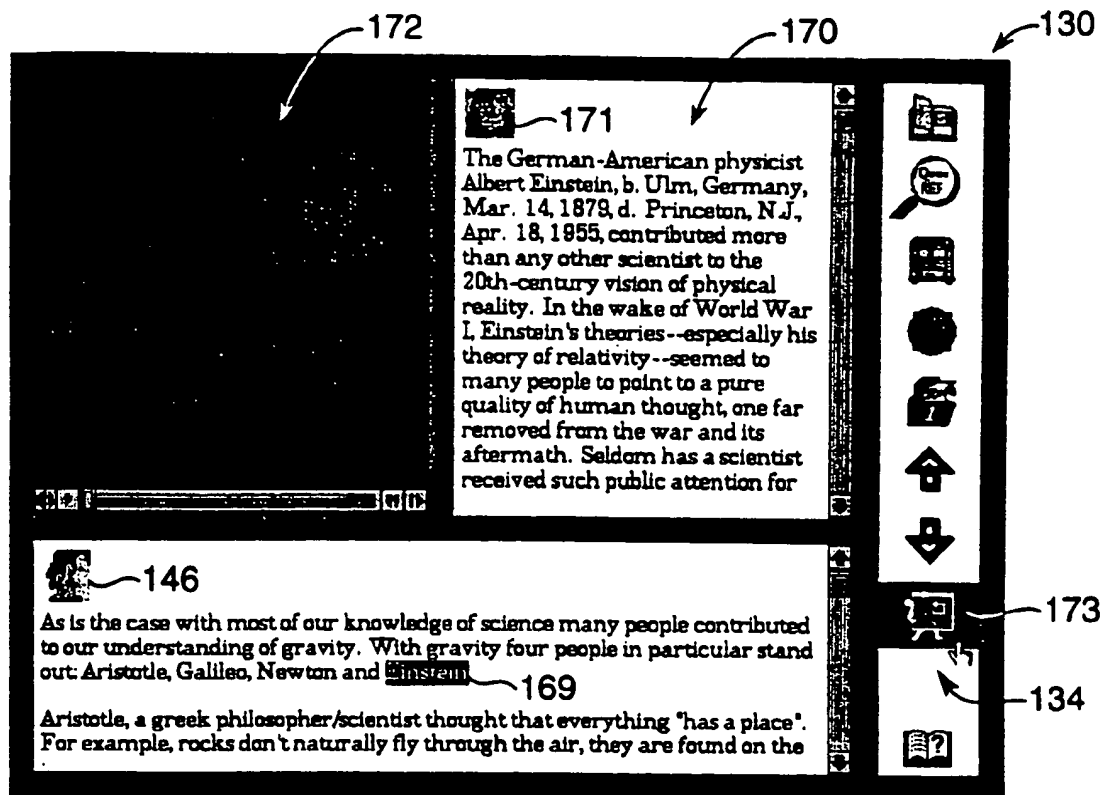 172
170
130
171
The German-American physicist
Albert Einstein, b. Ulm, Germany,
Mar. 14, 1879, d. Princeton, N.J.,
Apr. 18, 1955, contributed more
than any other scientist to the
20th-century vision of physical
reality. In the wake of World War
I, Einstein's theories--especially his
theory of relativity--seemed to
many people to point to a pure
quality of human thought, one far
removed from the war and its
aftermath. Seldom has a scientist
received such public attention for
REF
146
As is the case with most of our knowledge of science many people contributed
to our understanding of gravity. With gravity four people in particular stand
out: Aristotle, Galileo, Newton and Einstein
169
Aristotle, a greek philosopher/scientist thought that everything "has a place".
For example, rocks don't naturally fly through the air, they are found on the
173
134
?